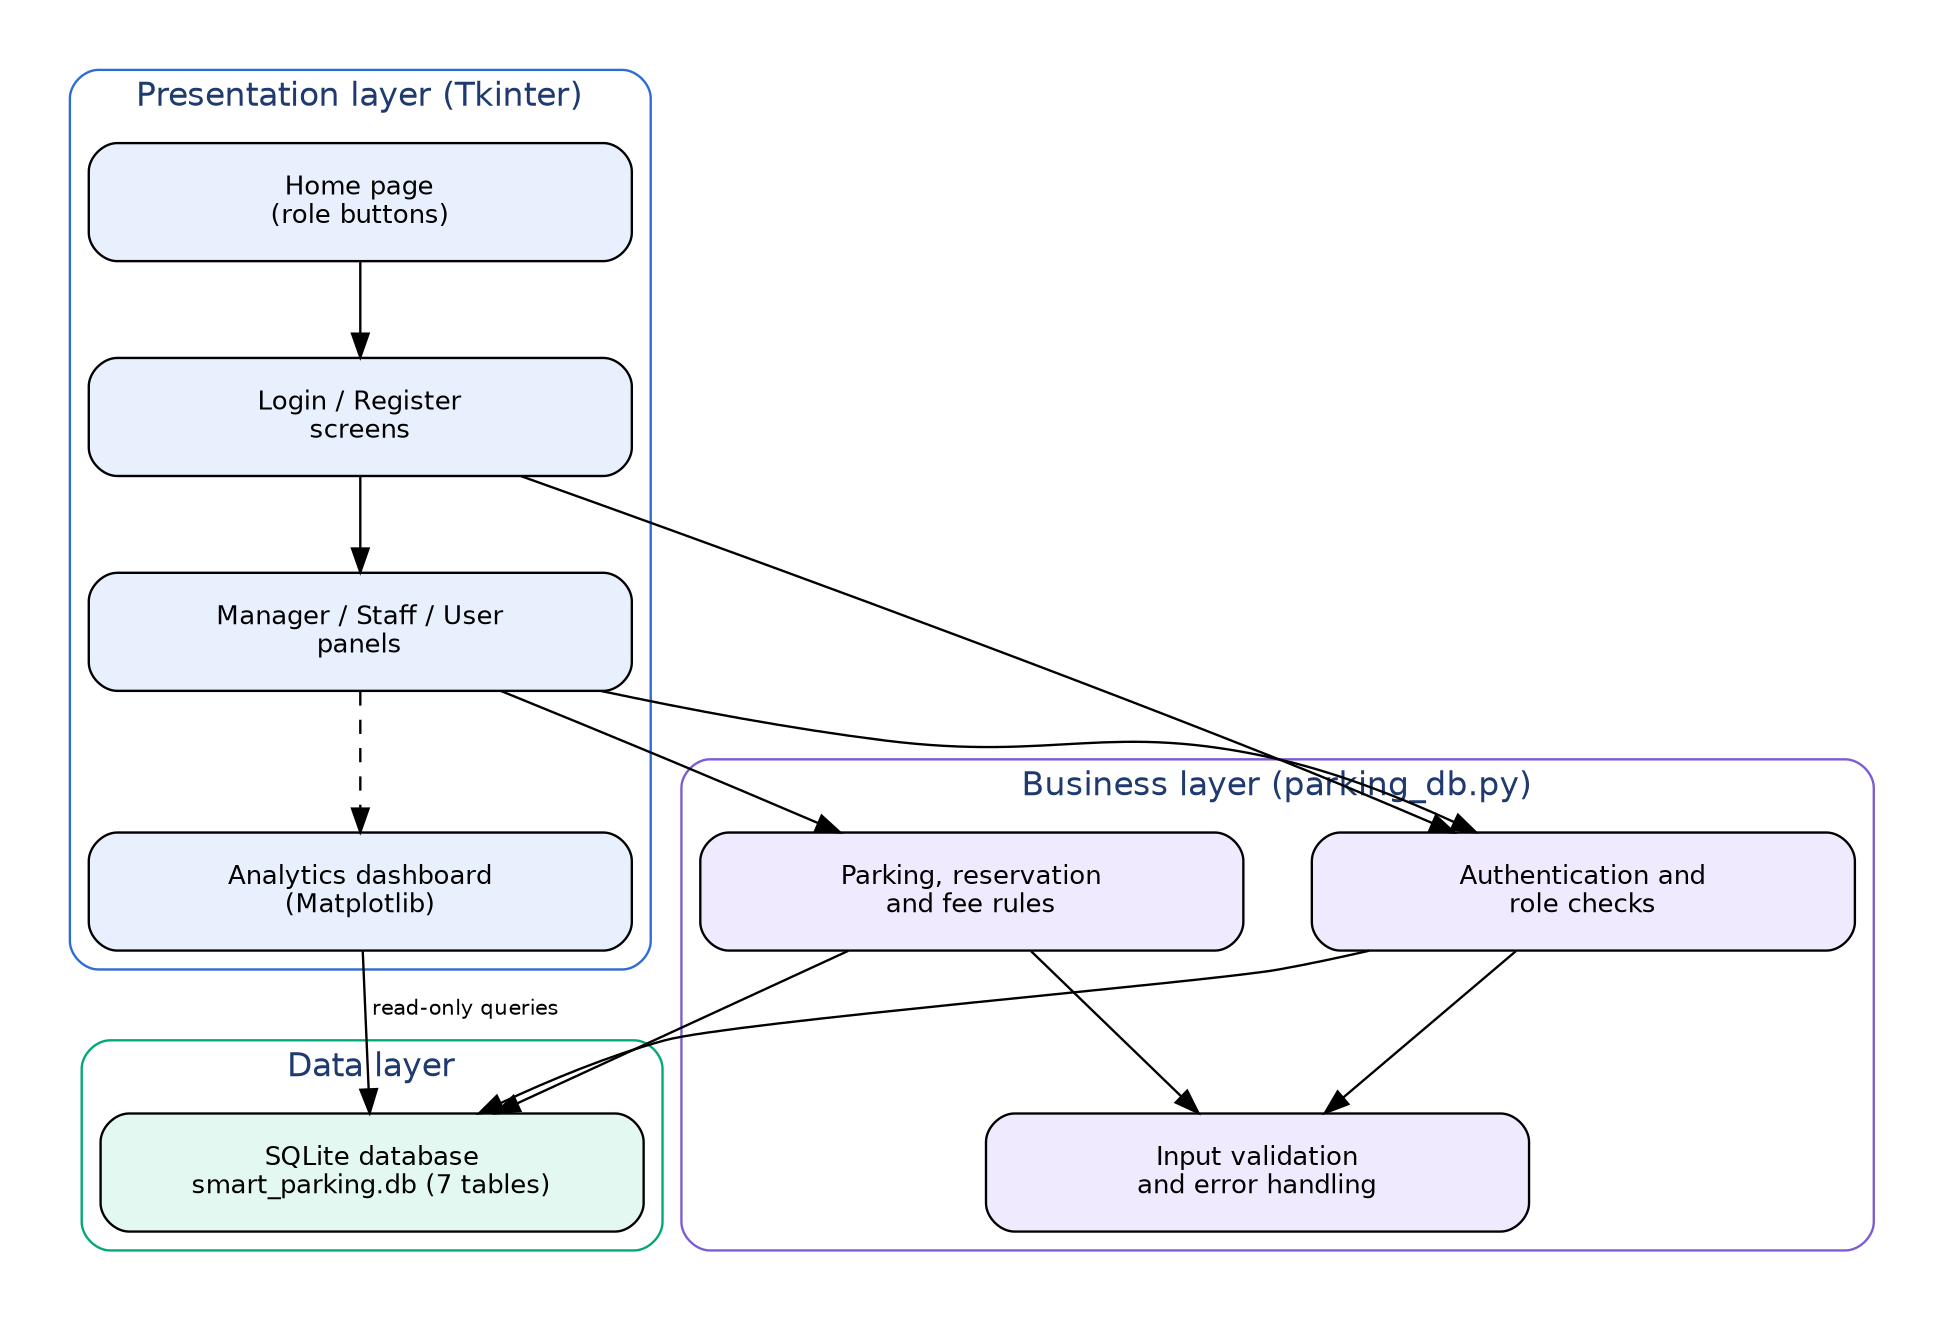 Presentation layer (Tkinter)
Home page
(role buttons)
Login / Register
screens
Manager / Staff / User
panels
Analytics dashboard
(Matplotlib)
Business layer (parking_db.py)
Parking, reservation
and fee rules
Authentication and
role checks
read-only queries
Data layer
SQLite database
smart_parking.db (7 tables)
Input validation
and error handling